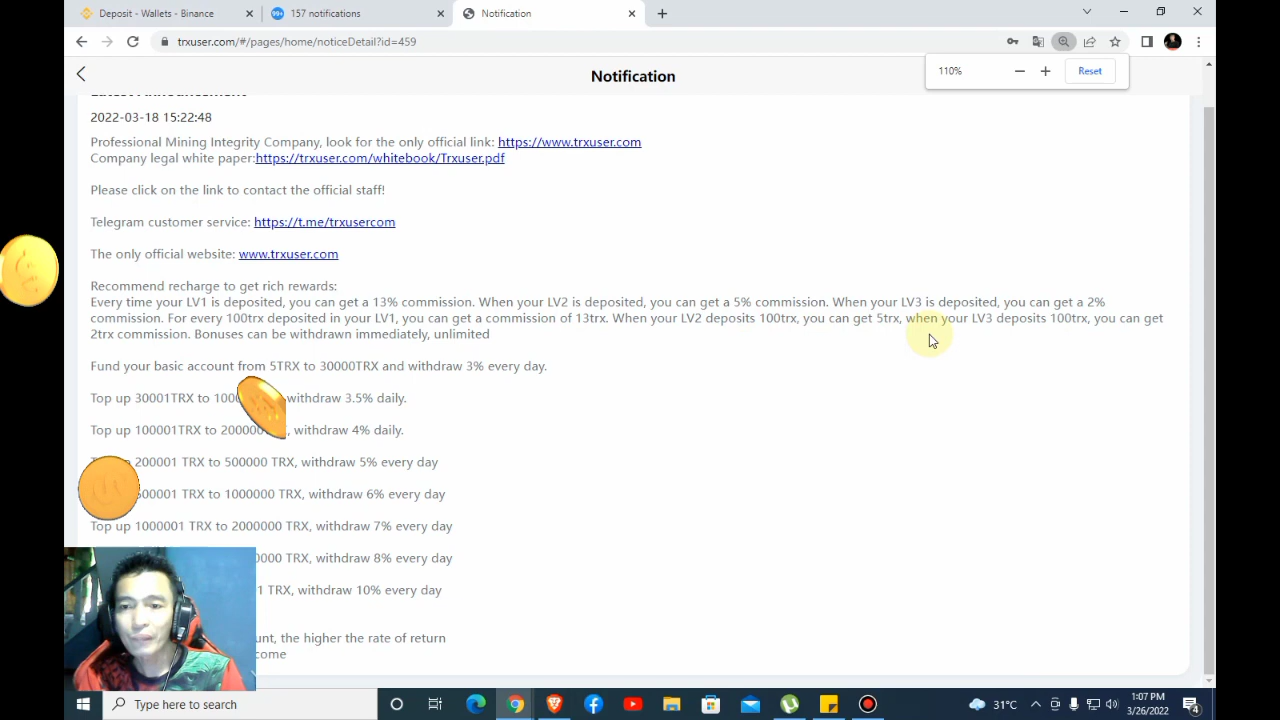 Deposit - Wallets - Binance
99+ 157 notifications
Notification
trxuser.com/#/pages/home/noticeDetail?id=459
110%
Reset
Notification
2022-03-18 15:22:48
Professional Mining Integrity Company, look for the only official link: https://www.trxuser.com
Company legal white paper:https://trxuser.com/whitebook/Trxuser.pdf
Please click on the link to contact the official staff!
Telegram customer service: https://t.me/trxusercom
The only official website: www.trxuser.com
Recommend recharge to get rich rewards:
Every time your LV1 is deposited, you can get a 13% commission. When your LV2 is deposited, you can get a 5% commission. When your LV3 is deposited, you can get a 2%
commission. For every 100trx deposited in your LV1, you can get a commission of 13trx. When your LV2 deposits 100trx, you can get 5trx, when your LV3 deposits 100trx, you can get
2trx commission. Bonuses can be withdrawn immediately, unlimited
Fund your basic account from 5TRX to 30000TRX and withdraw 3% every day.
Top up 30001TRX to withdraw 3.5% daily.
Top up 100001TRX to withdraw 4% daily.
200001 TRX to 500000 TRX, withdraw 5% every day
TRX to 1000000 TRX, withdraw 6% every day
Top up 1000001 TRX to 2000000 TRX, withdraw 7% every day
TRX, withdraw 8% every day
TRX, withdraw 10% every day
the higher the rate of return
Type here to search
31°C
1:07 PM
3/26/2022
4